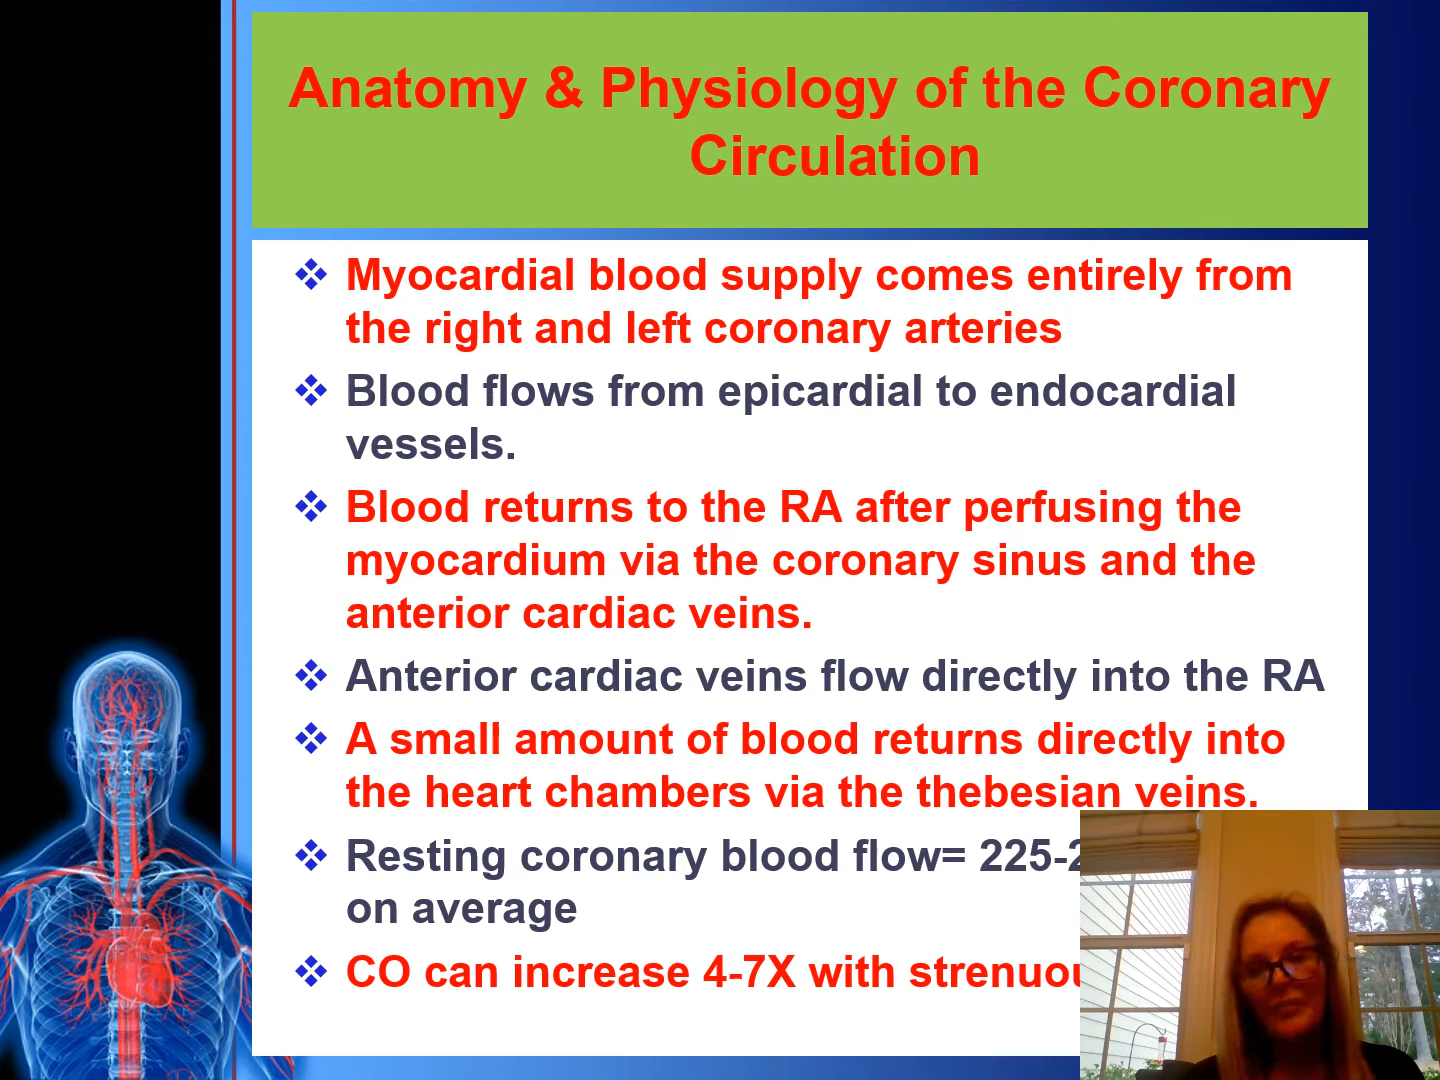 Anatomy & Physiology of the Coronary
Circulation
❖ Myocardial blood supply comes entirely from
the right and left coronary arteries
❖ Blood flows from epicardial to endocardial
vessels.
❖ Blood returns to the RA after perfusing the
myocardium via the coronary sinus and the
anterior cardiac veins.
❖ Anterior cardiac veins flow directly into the RA
❖ A small amount of blood returns directly into
the heart chambers via the thebesian veins.
❖ Resting coronary blood flow=
on average
❖ CO can increase 4-7X with